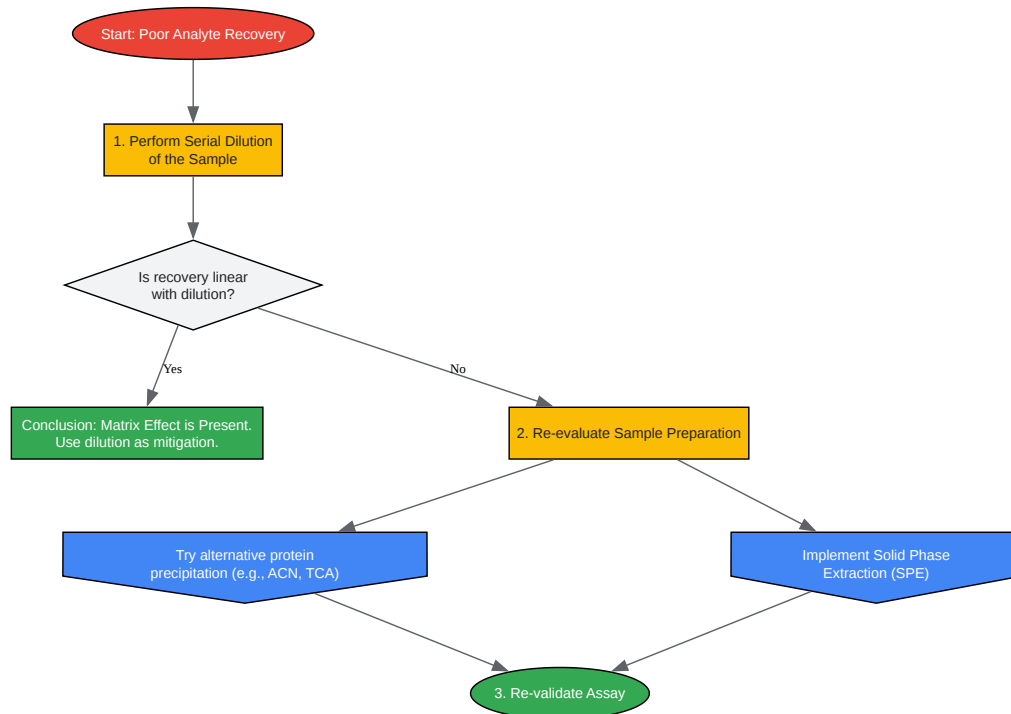 Start: Poor Analyte Recovery
1. Perform Serial Dilution
of the Sample
Is recovery linear
with dilution?
Yes
No
Conclusion: Matrix Effect is Present.
Use dilution as mitigation.
2. Re-evaluate Sample Preparation
Try alternative protein
precipitation (e.g., ACN, TCA)
Implement Solid Phase
Extraction (SPE)
3. Re-validate Assay